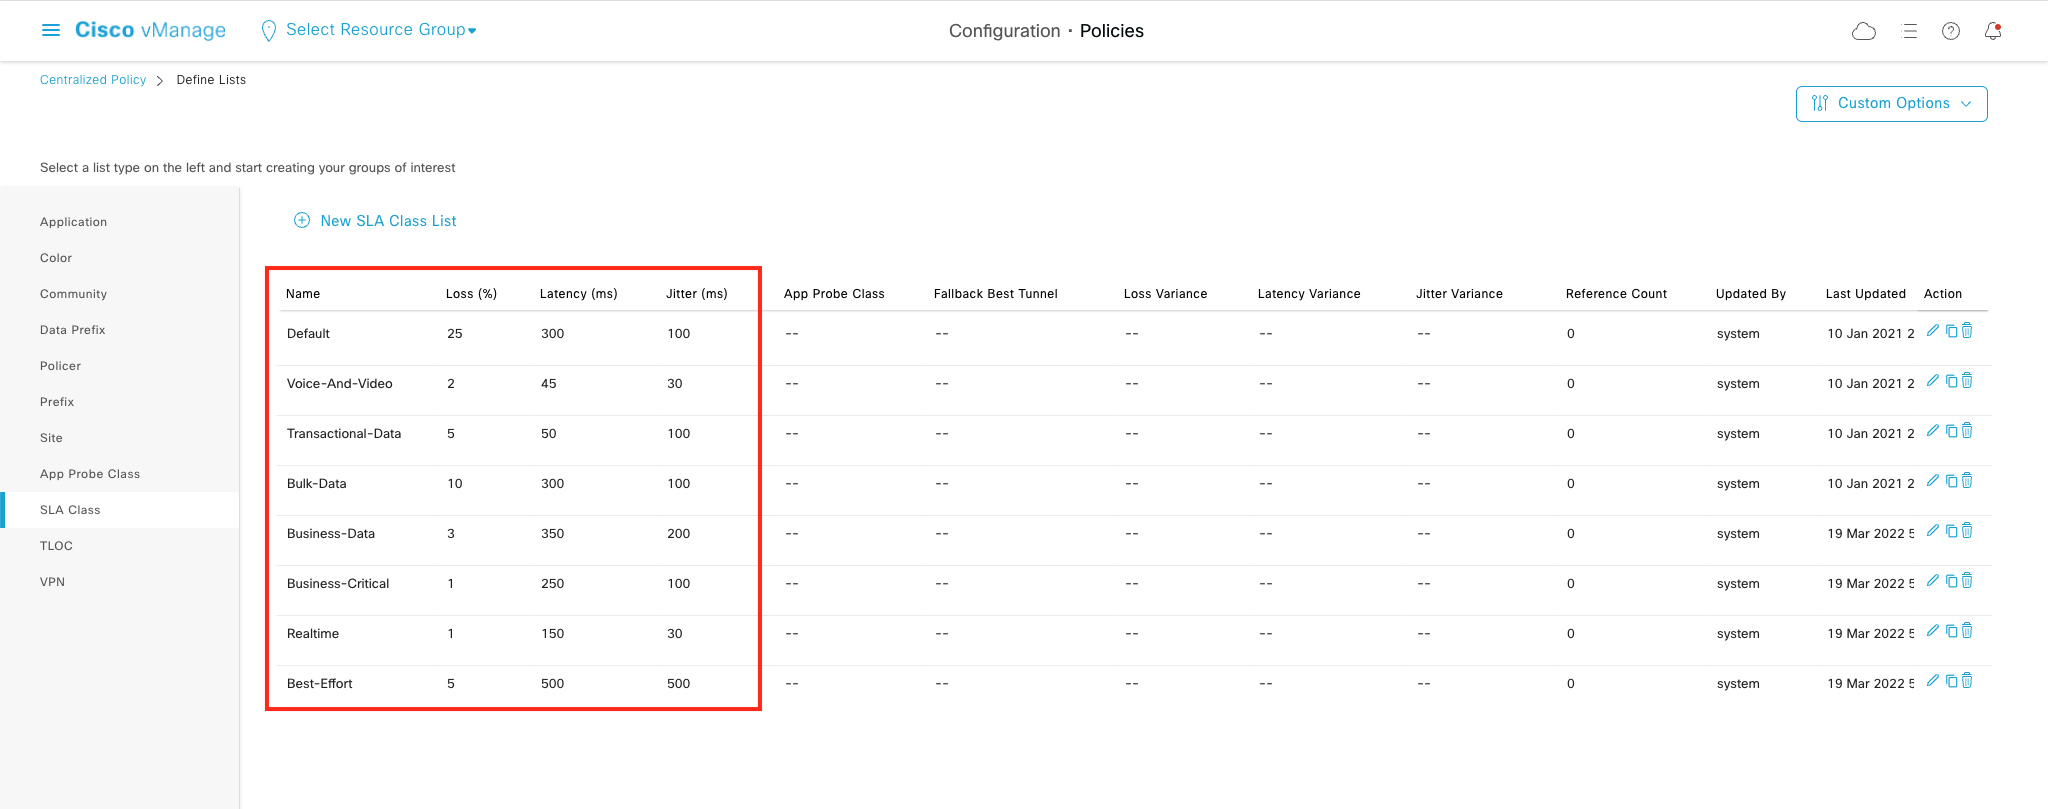 Cisco vManage Select Resource Group Configuration · Policies
Centralized Policy > Define Lists
Custom Options
Select a list type on the left and start creating your groups of interest
Application
Color
Community
Data Prefix
Policer
Prefix
Site
App Probe Class
SLA Class
TLOC
VPN
New SLA Class List
Name Loss (%) Latency (ms) Jitter (ms) App Probe Class Fallback Best Tunnel Loss Variance Latency Variance Jitter Variance Reference Count Updated By Last Updated Action
Default 25 300 100 -- -- -- -- -- 0 system 10 Jan 2021 2
Voice-And-Video 2 45 30 -- -- -- -- -- 0 system 10 Jan 2021 2
Transactional-Data 5 50 100 -- -- -- -- -- 0 system 10 Jan 2021 2
Bulk-Data 10 300 100 -- -- -- -- -- 0 system 10 Jan 2021 2
Business-Data 3 350 200 -- -- -- -- -- 0 system 19 Mar 2022 5
Business-Critical 1 250 100 -- -- -- -- -- 0 system 19 Mar 2022 5
Realtime 1 150 30 -- -- -- -- -- 0 system 19 Mar 2022 5
Best-Effort 5 500 500 -- -- -- -- -- 0 system 19 Mar 2022 5